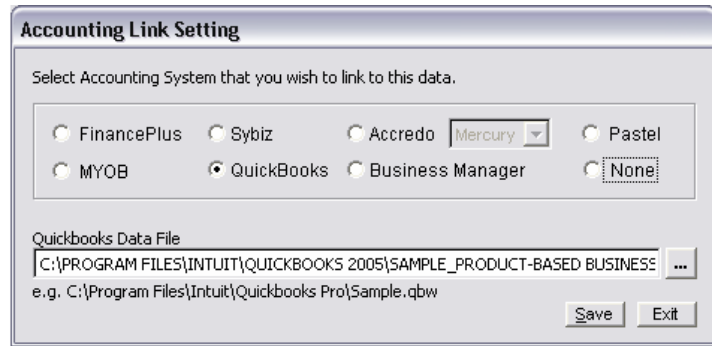 Accounting Link Setting
Select Accounting System that you wish to link to this data.
FinancePlus Sybiz Accredo Mercury Pastel
MYOB QuickBooks Business Manager None
Quickbooks Data File
C:\PROGRAM FILES\INTUIT\QUICKBOOKS 2005\SAMPLE_PRODUCT-BASED BUSINESS ...
e.g. C:\Program Files\Intuit\Quickbooks Pro\Sample.qbw
Save Exit